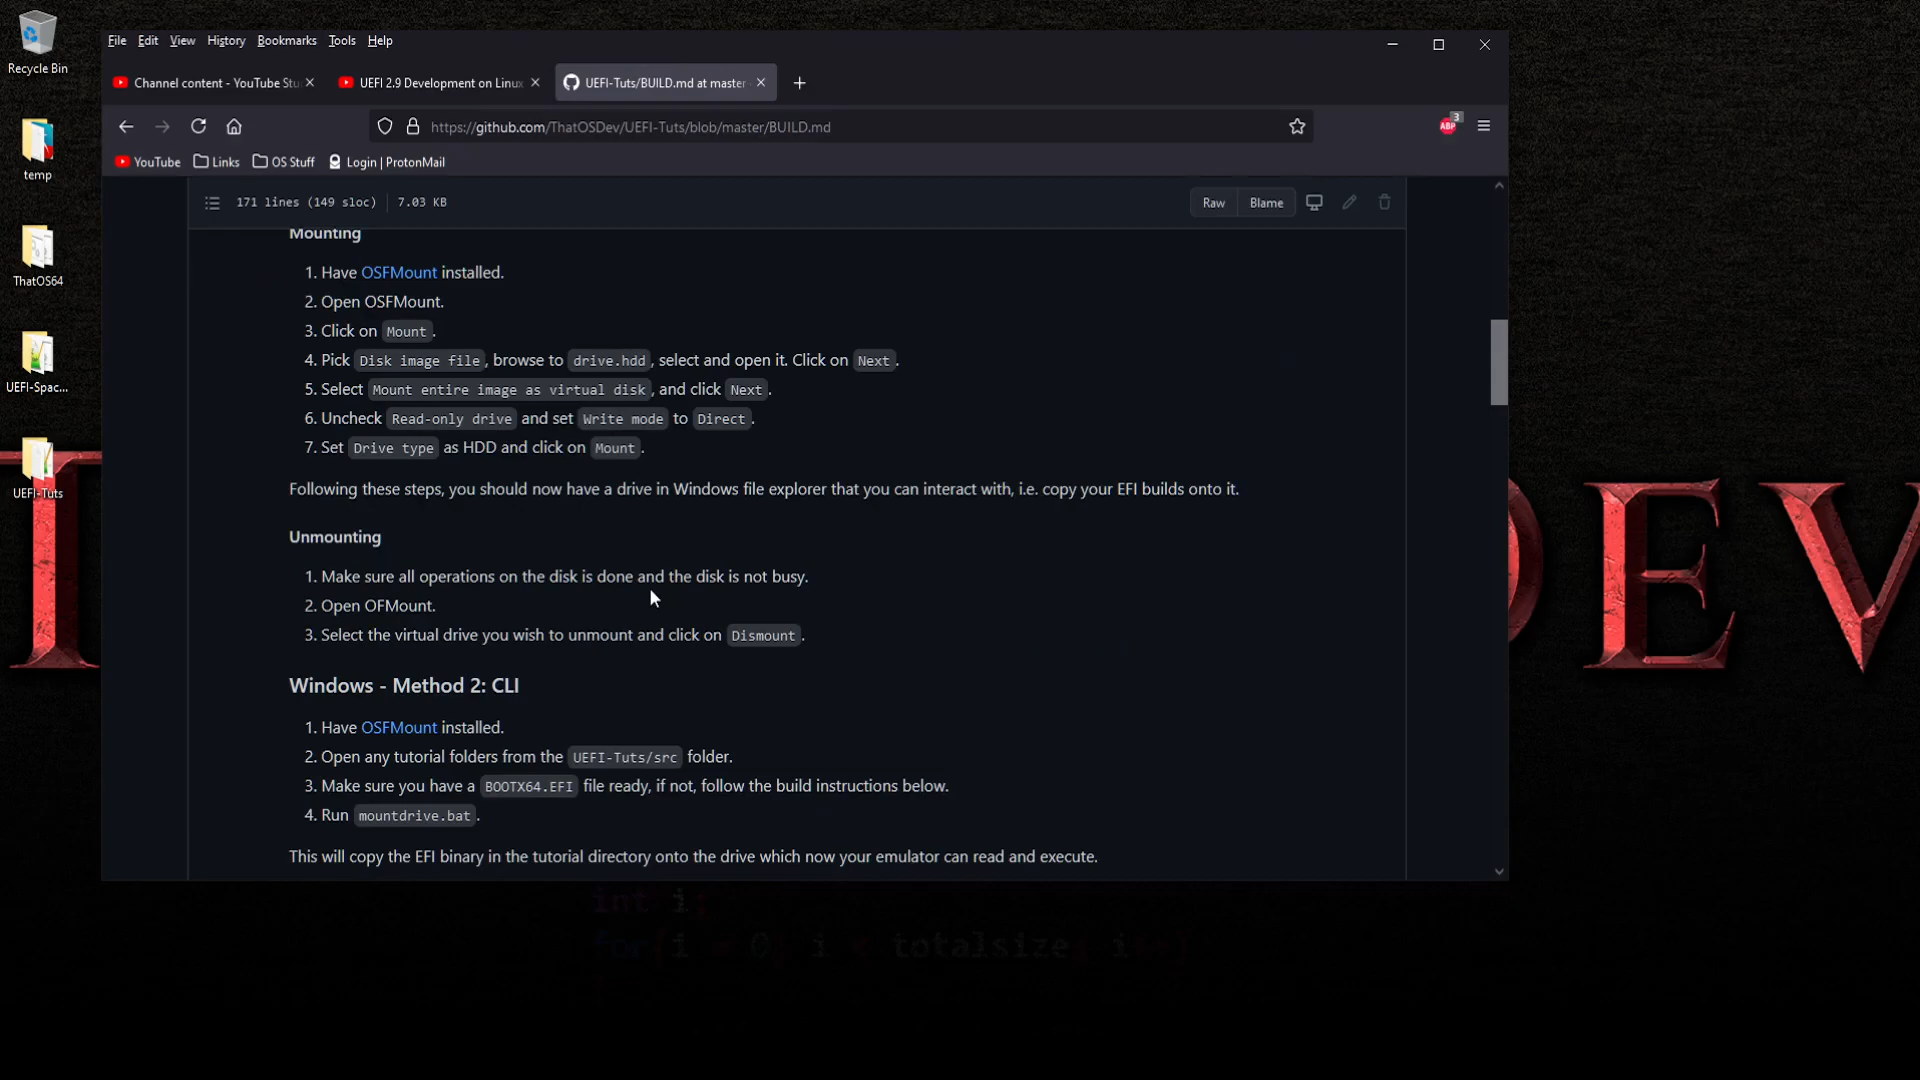 Recycle Bin
temp
ThatOS64
UEFI-Spac...
UEFI-Tuts
File Edit View History Bookmarks Tools Help
Channel content - YouTube Stu
UEFI 2.9 Development on Linux
UEFI-Tuts/BUILD.md at master
https://github.com/ThatOSDev/UEFI-Tuts/blob/master/BUILD.md
ABP 3
YouTube Links OS Stuff Login | ProtonMail
171 lines (149 sloc) 7.03 KB
Raw Blame
Mounting
1. Have OSFMount installed.
2. Open OSFMount.
3. Click on Mount.
4. Pick Disk image file, browse to drive.hdd, select and open it. Click on Next.
5. Select Mount entire image as virtual disk, and click Next.
6. Uncheck Read-only drive and set Write mode to Direct.
7. Set Drive type as HDD and click on Mount.
Following these steps, you should now have a drive in Windows file explorer that you can interact with, i.e. copy your EFI builds onto it.
Unmounting
1. Make sure all operations on the disk is done and the disk is not busy.
2. Open OFMount.
3. Select the virtual drive you wish to unmount and click on Dismount.
Windows - Method 2: CLI
1. Have OSFMount installed.
2. Open any tutorial folders from the UEFI-Tuts/src folder.
3. Make sure you have a BOOTX64.EFI file ready, if not, follow the build instructions below.
4. Run mountdrive.bat.
This will copy the EFI binary in the tutorial directory onto the drive which now your emulator can read and execute.
DEV
int i;
for(i = 0; i < totalsize; i++)